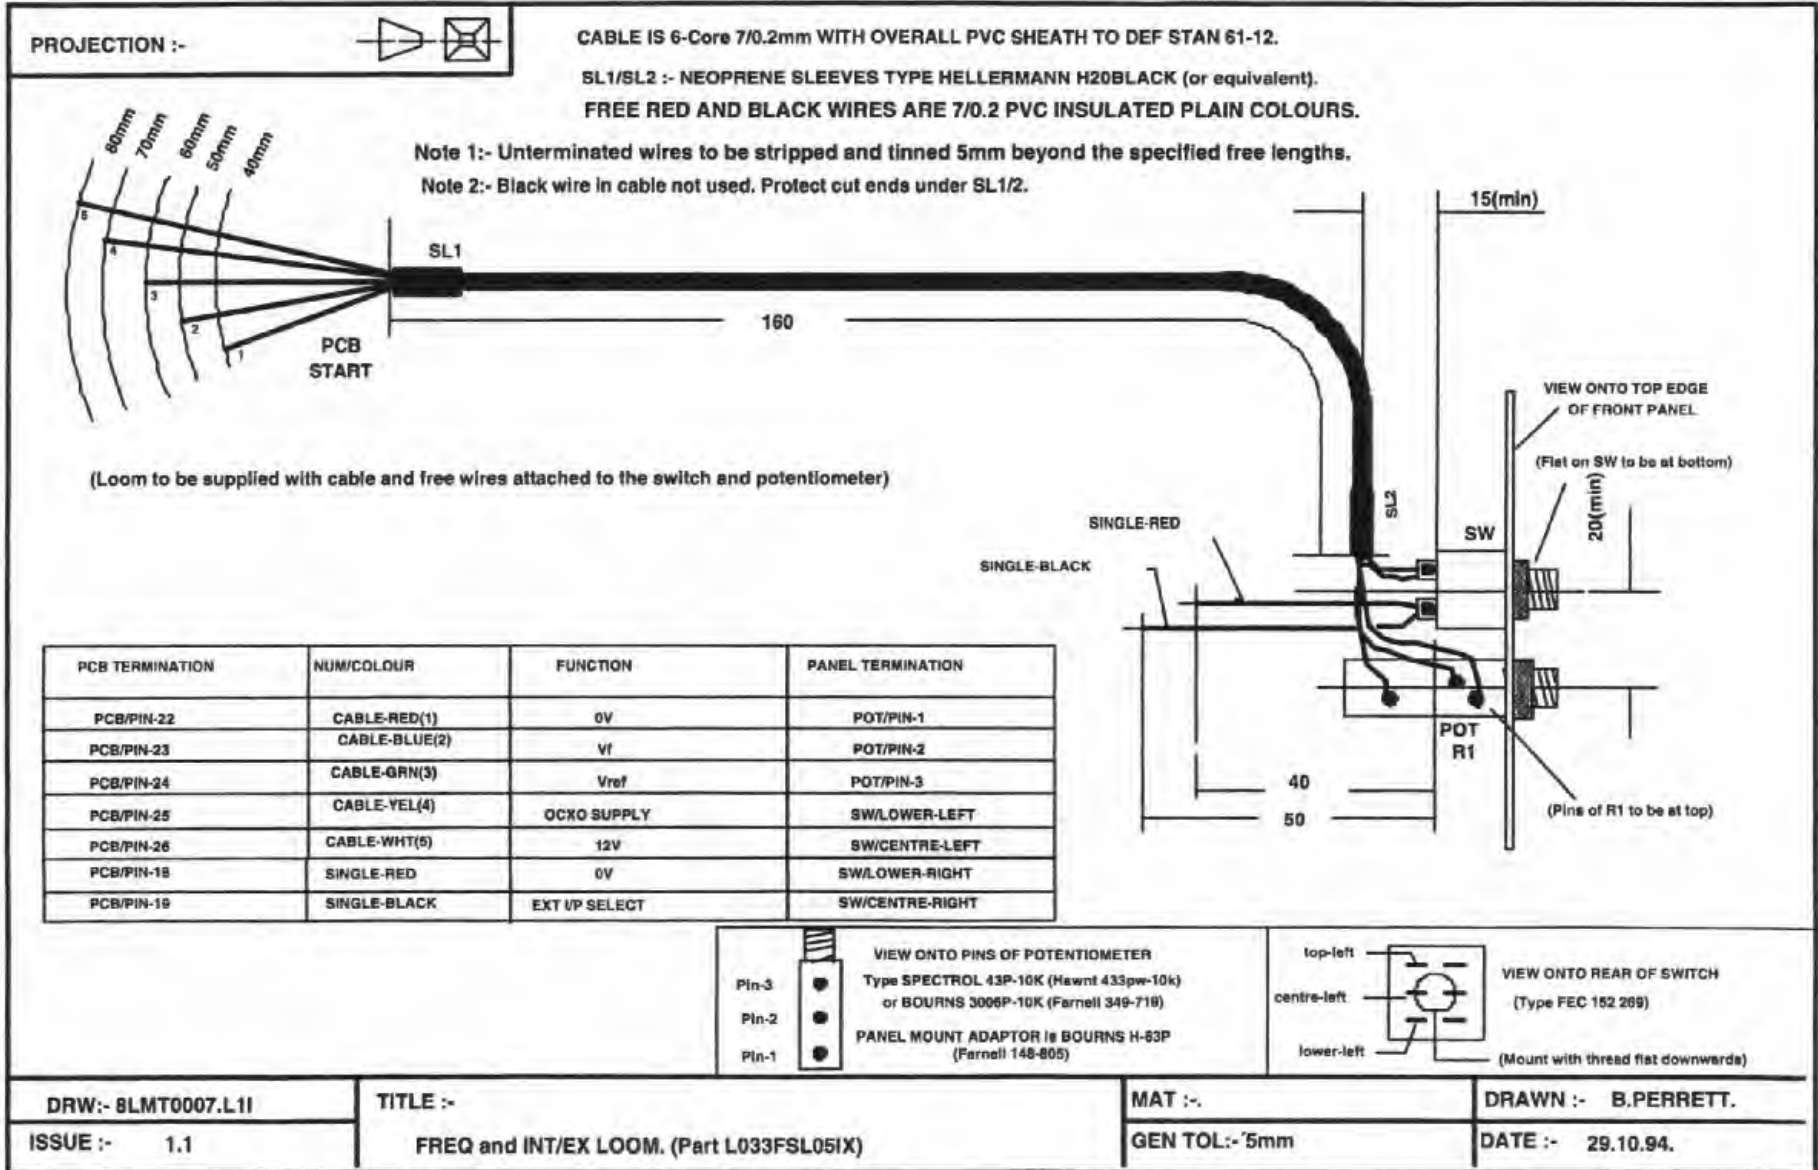 PROJECTION :-
CABLE IS 6-Core 7/0.2mm WITH OVERALL PVC SHEATH TO DEF STAN 61-12.
SL1/SL2 :- NEOPRENE SLEEVES TYPE HELLERMANN H20BLACK (or equivalent).
FREE RED AND BLACK WIRES ARE 7/0.2 PVC INSULATED PLAIN COLOURS.
Note 1:- Unterminated wires to be stripped and tinned 5mm beyond the specified free lengths.
Note 2:- Black wire in cable not used. Protect cut ends under SL1/2.
80mm
70mm
60mm
50mm
40mm
5
4
3
2
1
SL1
PCB
START
160
15(min)
VIEW ONTO TOP EDGE
OF FRONT PANEL
(Flat on SW to be at bottom)
20(min)
(Loom to be supplied with cable and free wires attached to the switch and potentiometer)
SL2
SW
SINGLE-RED
SINGLE-BLACK
POT
R1
40
50
(Pins of R1 to be at top)
PCB TERMINATION NUM/COLOUR FUNCTION PANEL TERMINATION
PCB/PIN-22 CABLE-RED(1) 0V POT/PIN-1
PCB/PIN-23 CABLE-BLUE(2) Vf POT/PIN-2
PCB/PIN-24 CABLE-GRN(3) Vref POT/PIN-3
PCB/PIN-25 CABLE-YEL(4) OCXO SUPPLY SW/LOWER-LEFT
PCB/PIN-26 CABLE-WHT(5) 12V SW/CENTRE-LEFT
PCB/PIN-18 SINGLE-RED 0V SW/LOWER-RIGHT
PCB/PIN-19 SINGLE-BLACK EXT I/P SELECT SW/CENTRE-RIGHT
Pin-3
Pin-2
Pin-1
VIEW ONTO PINS OF POTENTIOMETER
Type SPECTROL 43P-10K (Hawnt 433pw-10k)
or BOURNS 3006P-10K (Farnell 349-719)
PANEL MOUNT ADAPTOR is BOURNS H-83P
(Farnell 148-805)
top-left
centre-left
lower-left
VIEW ONTO REAR OF SWITCH
(Type FEC 152 269)
(Mount with thread flat downwards)
DRW:- 8LMT0007.L1I
ISSUE :- 1.1
TITLE :-
FREQ and INT/EX LOOM. (Part L033FSL05IX)
MAT :-.
GEN TOL:-´5mm
DRAWN :- B.PERRETT.
DATE :- 29.10.94.